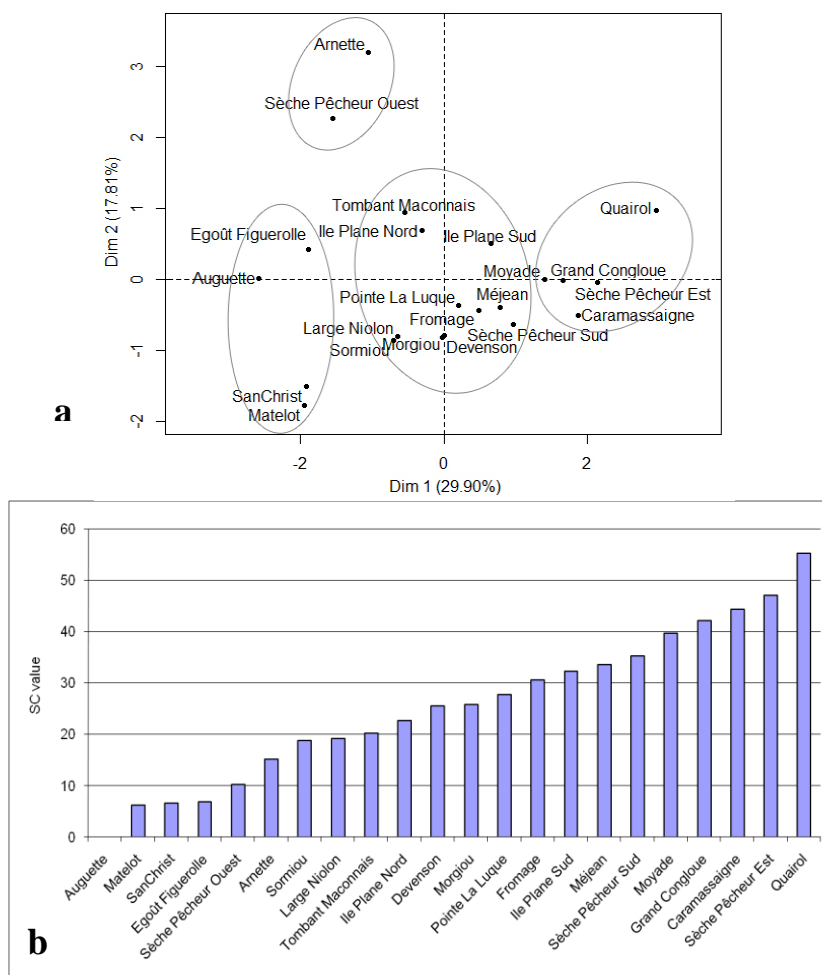 Arnette
Sèche Pêcheur Ouest
Tombant Maconnais
Quairol
Egoût Figuerolle
Ile Plane Nord
Ile Plane Sud
Auguette
Moyade
Grand Congloue
Pointe La Luque
Méjean
Sèche Pêcheur Est
Fromage
Caramassaigne
Large Niolon
Sèche Pêcheur Sud
Sormiou
Morgiou
Devenson
SanChrist
Matelot
3
2
1
0
-1
-2
Dim 2 (17.81%)
-2
0
2
Dim 1 (29.90%)
a
60
50
40
30
20
10
0
SC value
Auguette
Matelot
SanChrist
Egoût Figuerolle
Sèche Pêcheur Ouest
Arnette
Sormiou
Large Niolon
Tombant Maconnais
Ile Plane Nord
Devenson
Morgiou
Pointe La Luque
Fromage
Ile Plane Sud
Méjean
Sèche Pêcheur Sud
Moyade
Grand Congloue
Caramassaigne
Sèche Pêcheur Est
Quairol
b